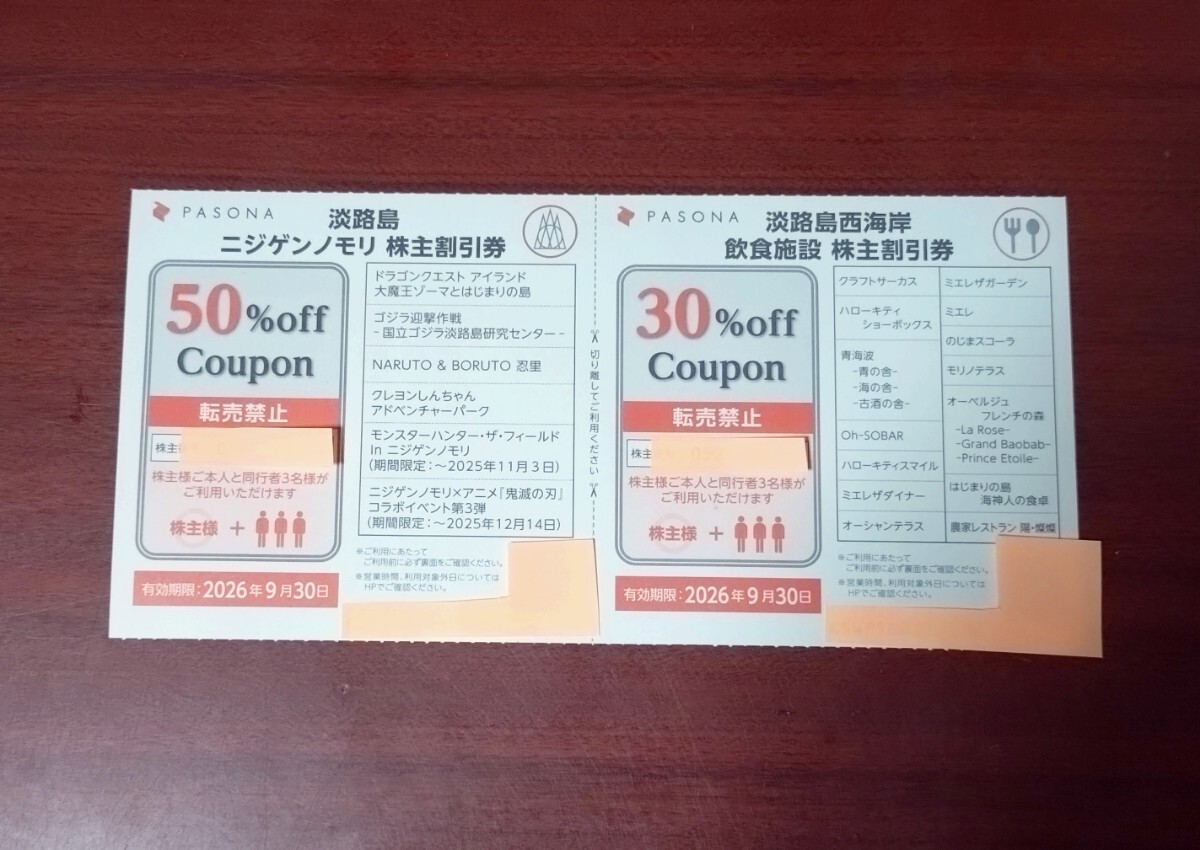 PASONA
淡路島
ニジゲンノモリ 株主割引券
50%off
Coupon
転売禁止
株主
株主様ご本人と同行者3名様が
ご利用いただけます
株主様 +
有効期限:2026年9月30日
ドラゴンクエスト アイランド
大魔王ゾーマとはじまりの島
ゴジラ迎撃作戦
-国立ゴジラ淡路島研究センター-
NARUTO & BORUTO 忍里
クレヨンしんちゃん
アドベンチャーパーク
モンスターハンター・ザ・フィールド
In ニジゲンノモリ
(期間限定:~2025年11月3日)
ニジゲンノモリ×アニメ『鬼滅の刃』
コラボイベント第3弾
(期間限定:~2025年12月14日)
※ご利用にあたって
ご利用前に必ず裏面をご確認ください。
※営業時間、利用対象外日については
HPでご確認ください。
切り離してご利用ください
PASONA
淡路島西海岸
飲食施設 株主割引券
30%off
Coupon
転売禁止
株主
株主様ご本人と同行者3名様が
ご利用いただけます
株主様 +
有効期限:2026年9月30日
クラフトサーカス
ハローキティ
ショーボックス
青海波
-青の舎-
-海の舎-
-古酒の舎-
Oh-SOBAR
ハローキティスマイル
ミエレザダイナー
オーシャンテラス
ミエレザガーデン
ミエレ
のじまスコーラ
モリノテラス
オーベルジュ
フレンチの森
-La Rose-
-Grand Baobab-
-Prince Etoile-
はじまりの島
海神人の食卓
農家レストラン 陽・燦燦
※ご利用にあたって
ご利用前に必ず裏面をご確認ください。
※営業時間、利用対象外日については
HPでご確認ください。